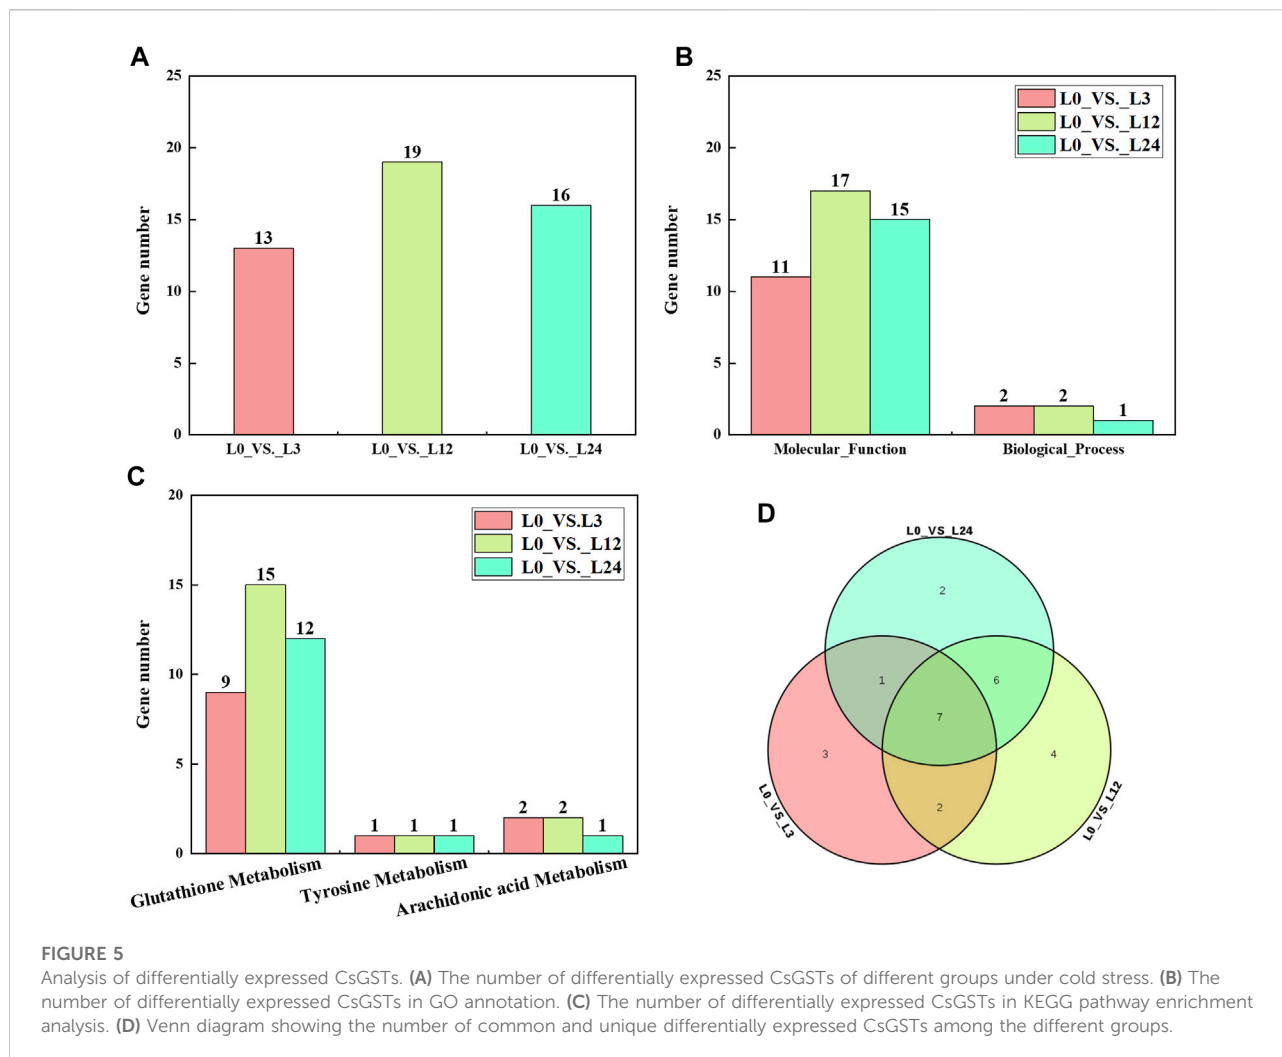 A
Gene number
25
20
15
10
5
0
13
19
16
L0_VS._L3
L0_VS._L12
L0_VS._L24
B
Gene number
25
20
15
10
5
0
L0_VS._L3
L0_VS._L12
L0_VS._L24
11
17
15
2
2
1
Molecular_Function
Biological_Process
C
Gene number
20
15
10
5
0
L0_VS.L3
L0_VS._L12
L0_VS._L24
9
15
12
1
1
1
2
2
1
Glutathione Metabolism
Tyrosine Metabolism
Arachidonic acid Metabolism
D
L0_VS_L24
2
1
6
7
3
4
2
L0_VS_L3
L0_VS_L12
FIGURE 5
Analysis of differentially expressed CsGSTs. (A) The number of differentially expressed CsGSTs of different groups under cold stress. (B) The
number of differentially expressed CsGSTs in GO annotation. (C) The number of differentially expressed CsGSTs in KEGG pathway enrichment
analysis. (D) Venn diagram showing the number of common and unique differentially expressed CsGSTs among the different groups.